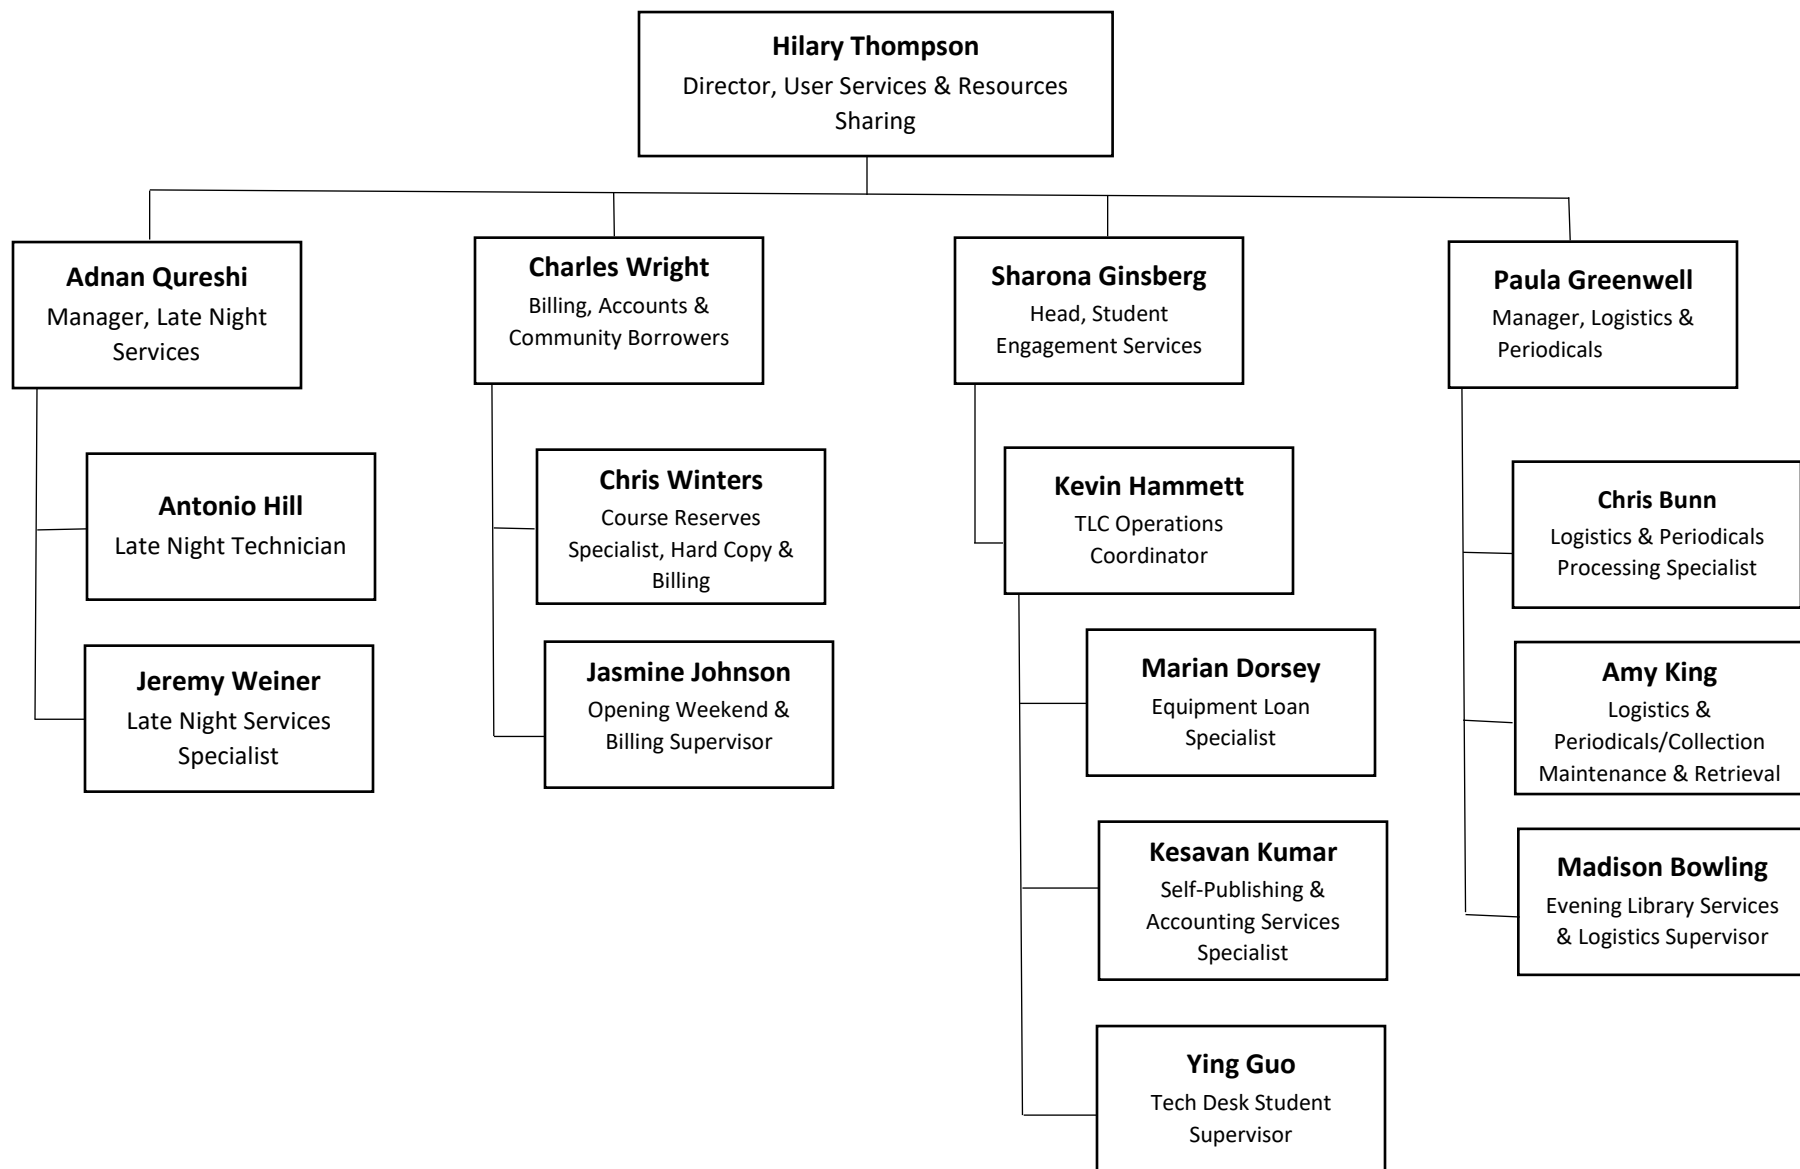 Hilary Thompson
Director, User Services & Resources
Sharing
Adnan Qureshi
Manager, Late Night
Services
Charles Wright
Billing, Accounts &
Community Borrowers
Sharona Ginsberg
Head, Student
Engagement Services
Paula Greenwell
Manager, Logistics &
Periodicals
Antonio Hill
Late Night Technician
Jeremy Weiner
Late Night Services
Specialist
Chris Winters
Course Reserves
Specialist, Hard Copy &
Billing
Jasmine Johnson
Opening Weekend &
Billing Supervisor
Kevin Hammett
TLC Operations
Coordinator
Marian Dorsey
Equipment Loan
Specialist
Kesavan Kumar
Self-Publishing &
Accounting Services
Specialist
Ying Guo
Tech Desk Student
Supervisor
Chris Bunn
Logistics & Periodicals
Processing Specialist
Amy King
Logistics &
Periodicals/Collection
Maintenance & Retrieval
Madison Bowling
Evening Library Services
& Logistics Supervisor